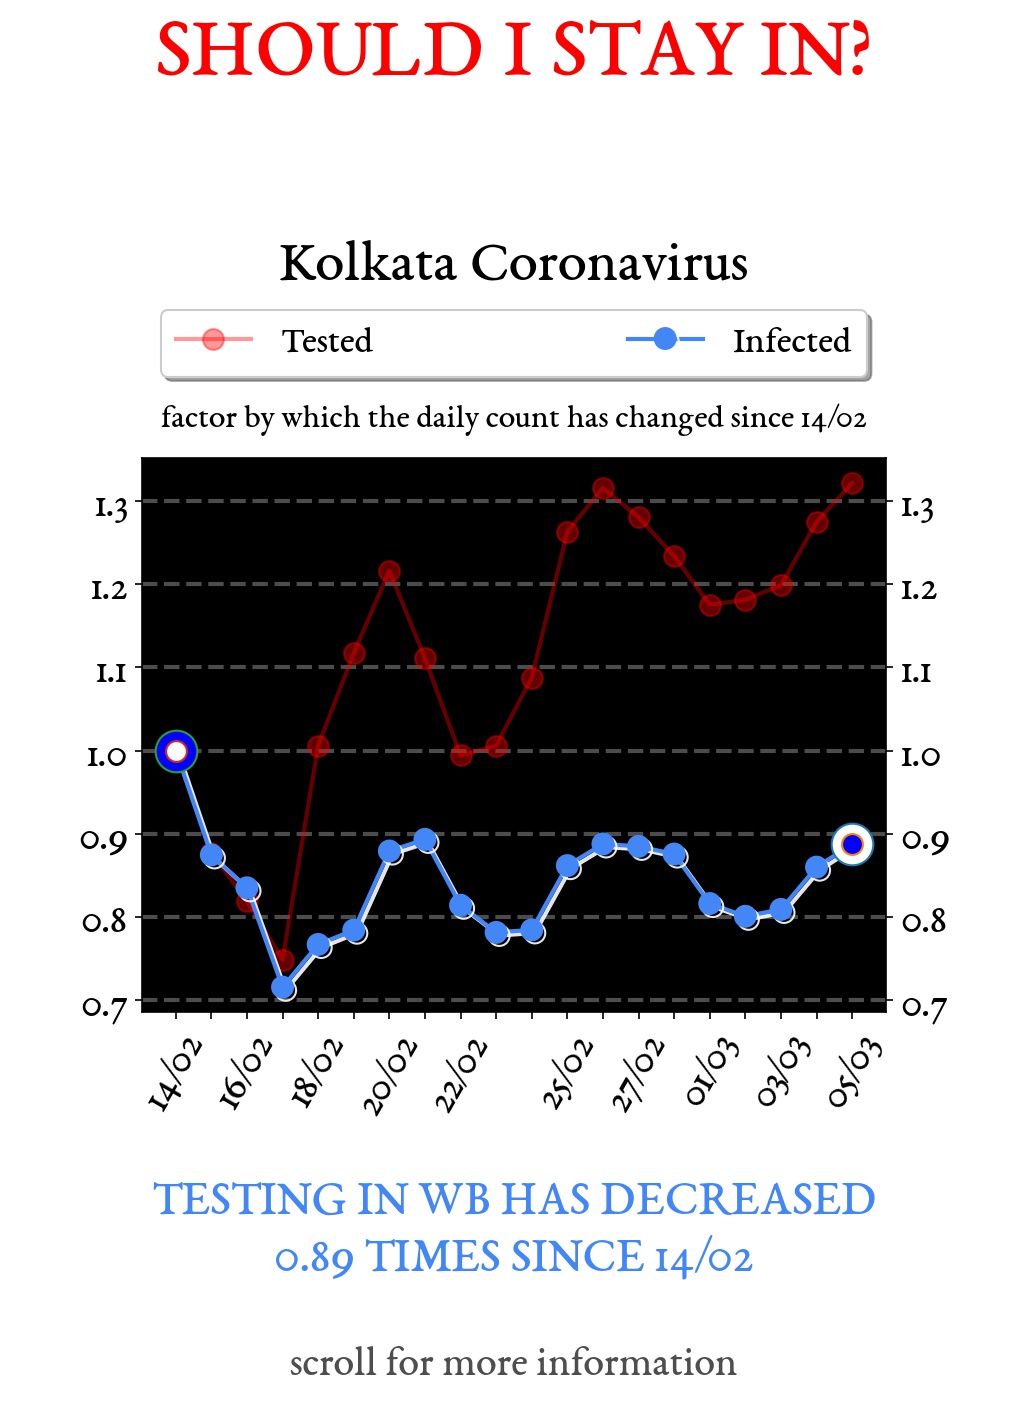 SHOULD I STAY IN?
Kolkata Coronavirus
Tested Infected
factor by which the daily count has changed since 14/02
1.3 1.3
1.2 1.2
1.1 1.1
1.0 1.0
0.9 0.9
0.8 0.8
0.7 0.7
14/02 16/02 18/02 20/02 22/02 25/02 27/02 01/03 03/03 05/03
TESTING IN WB HAS DECREASED
0.89 TIMES SINCE 14/02
scroll for more information